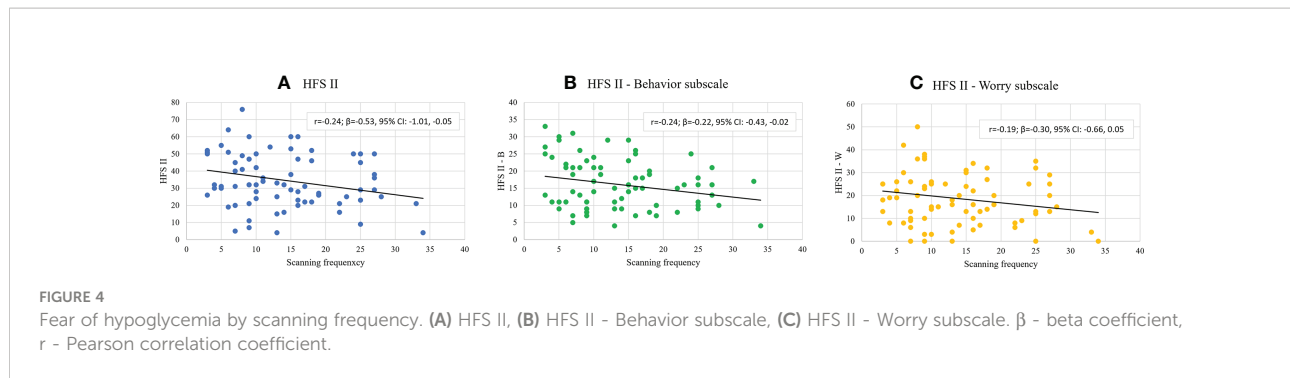 A HFS II
r=-0.24; β=-0.53, 95% CI: -1.01, -0.05
HFS II
80
70
60
50
40
30
20
10
0
0 5 10 15 20 25 30 35 40
Scanning frequenxcy
B HFS II - Behavior subscale
r=-0.24; β=-0.22, 95% CI: -0.43, -0.02
HFS II - B
40
35
30
25
20
15
10
5
0
0 5 10 15 20 25 30 35 40
Scanning frequency
C HFS II - Worry subscale
r=-0.19; β=-0.30, 95% CI: -0.66, 0.05
HFS II - W
60
50
40
30
20
10
0
0 5 10 15 20 25 30 35 40
Scanning frequency
FIGURE 4
Fear of hypoglycemia by scanning frequency. (A) HFS II, (B) HFS II - Behavior subscale, (C) HFS II - Worry subscale. β - beta coefficient,
r - Pearson correlation coefficient.